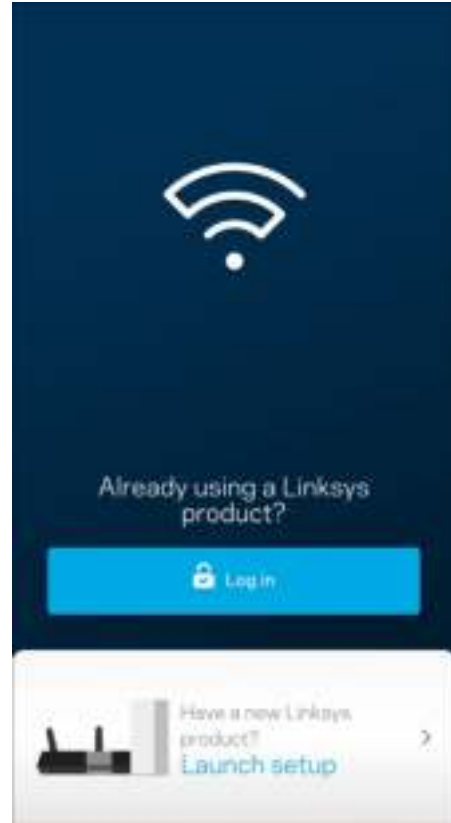 Already using a Linksys
product?
Log in
Have a new Linksys
product?
Launch setup